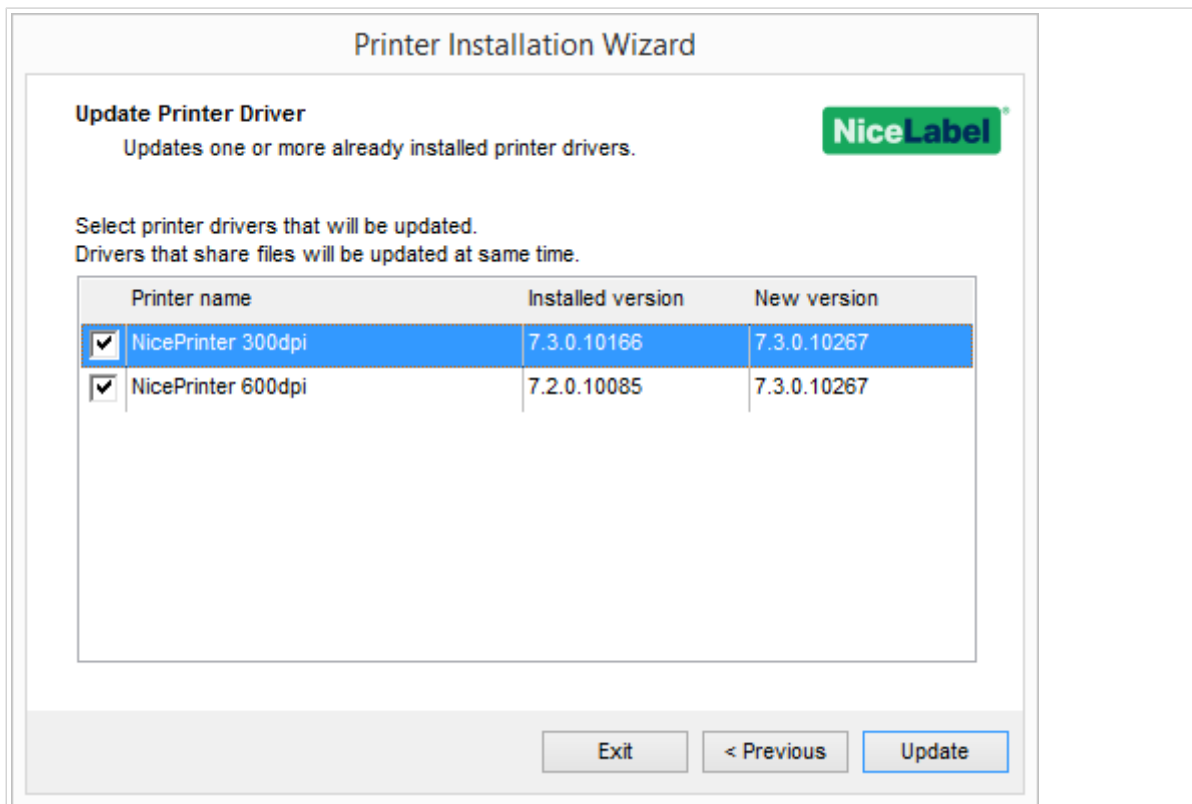 Printer Installation Wizard
Update Printer Driver
Updates one or more already installed printer drivers.
NiceLabel®
Select printer drivers that will be updated.
Drivers that share files will be updated at same time.
Printer name Installed version New version
NicePrinter 300dpi 7.3.0.10166 7.3.0.10267
NicePrinter 600dpi 7.2.0.10085 7.3.0.10267
Exit < Previous Update